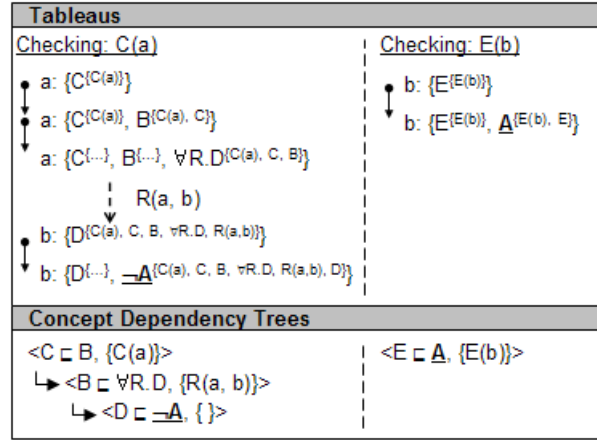 Tableaus
Checking: C(a)
a: {C{C(a)}}
a: {C{C(a)}, B{C(a), C}}
a: {C{...}, B{...}, ∀R.D{C(a), C, B}}
R(a, b)
b: {D{C(a), C, B, ∀R.D, R(a,b)}}
b: {D{...}, ¬A{C(a), C, B, ∀R.D, R(a,b), D}}
Checking: E(b)
b: {E{E(b)}}
b: {E{E(b)}, A{E(b), E}}
Concept Dependency Trees
<C ⊑ B, {C(a)}>
<B ⊑ ∀R.D, {R(a, b)}>
<D ⊑ ¬A, { }>
<E ⊑ A, {E(b)}>